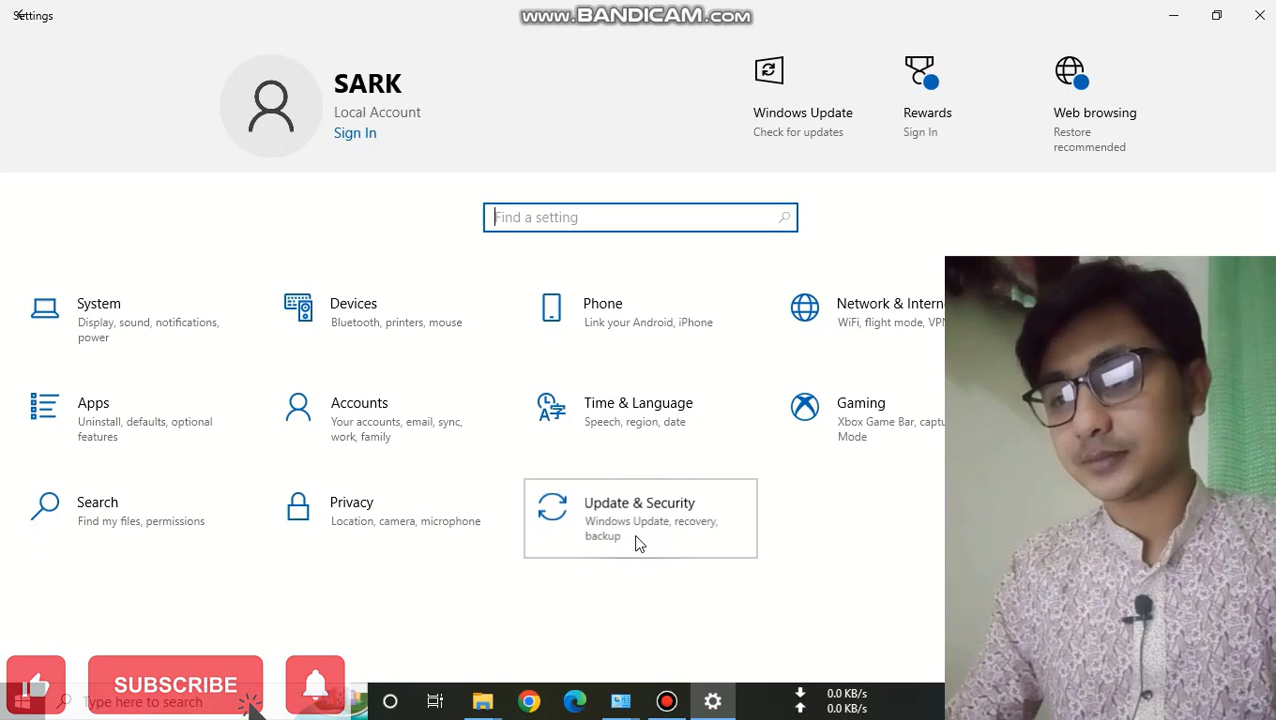 Settings
www.BANDICAM.com
SARK
Local Account
Sign In
Windows Update
Check for updates
Rewards
Sign In
Web browsing
Restore
recommended
Find a setting
System
Display, sound, notifications,
power
Devices
Bluetooth, printers, mouse
Phone
Link your Android, iPhone
Network & Intern
WiFi, flight mode, VPN
Apps
Uninstall, defaults, optional
features
Accounts
Your accounts, email, sync,
work, family
Time & Language
Speech, region, date
Gaming
Xbox Game Bar, captu
Mode
Search
Find my files, permissions
Privacy
Location, camera, microphone
Update & Security
Windows Update, recovery,
backup
SUBSCRIBE
Type here to search
0.0 KB/s
0.0 KB/s